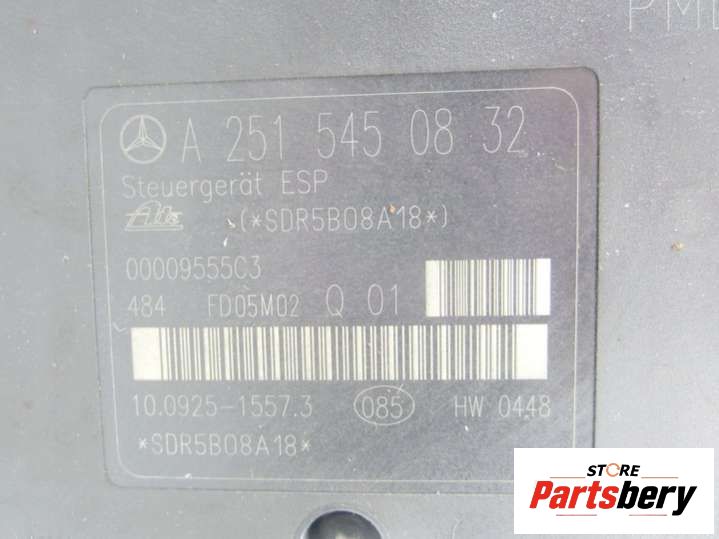 A 251 545 08 32
Steuergerät ESP
Ate (*SDR5B08A18*)
00009555C3
484 FD05M02 Q 01
10.0925-1557.3 085 HW 0448
*SDR5B08A18*
STORE
Partsbery